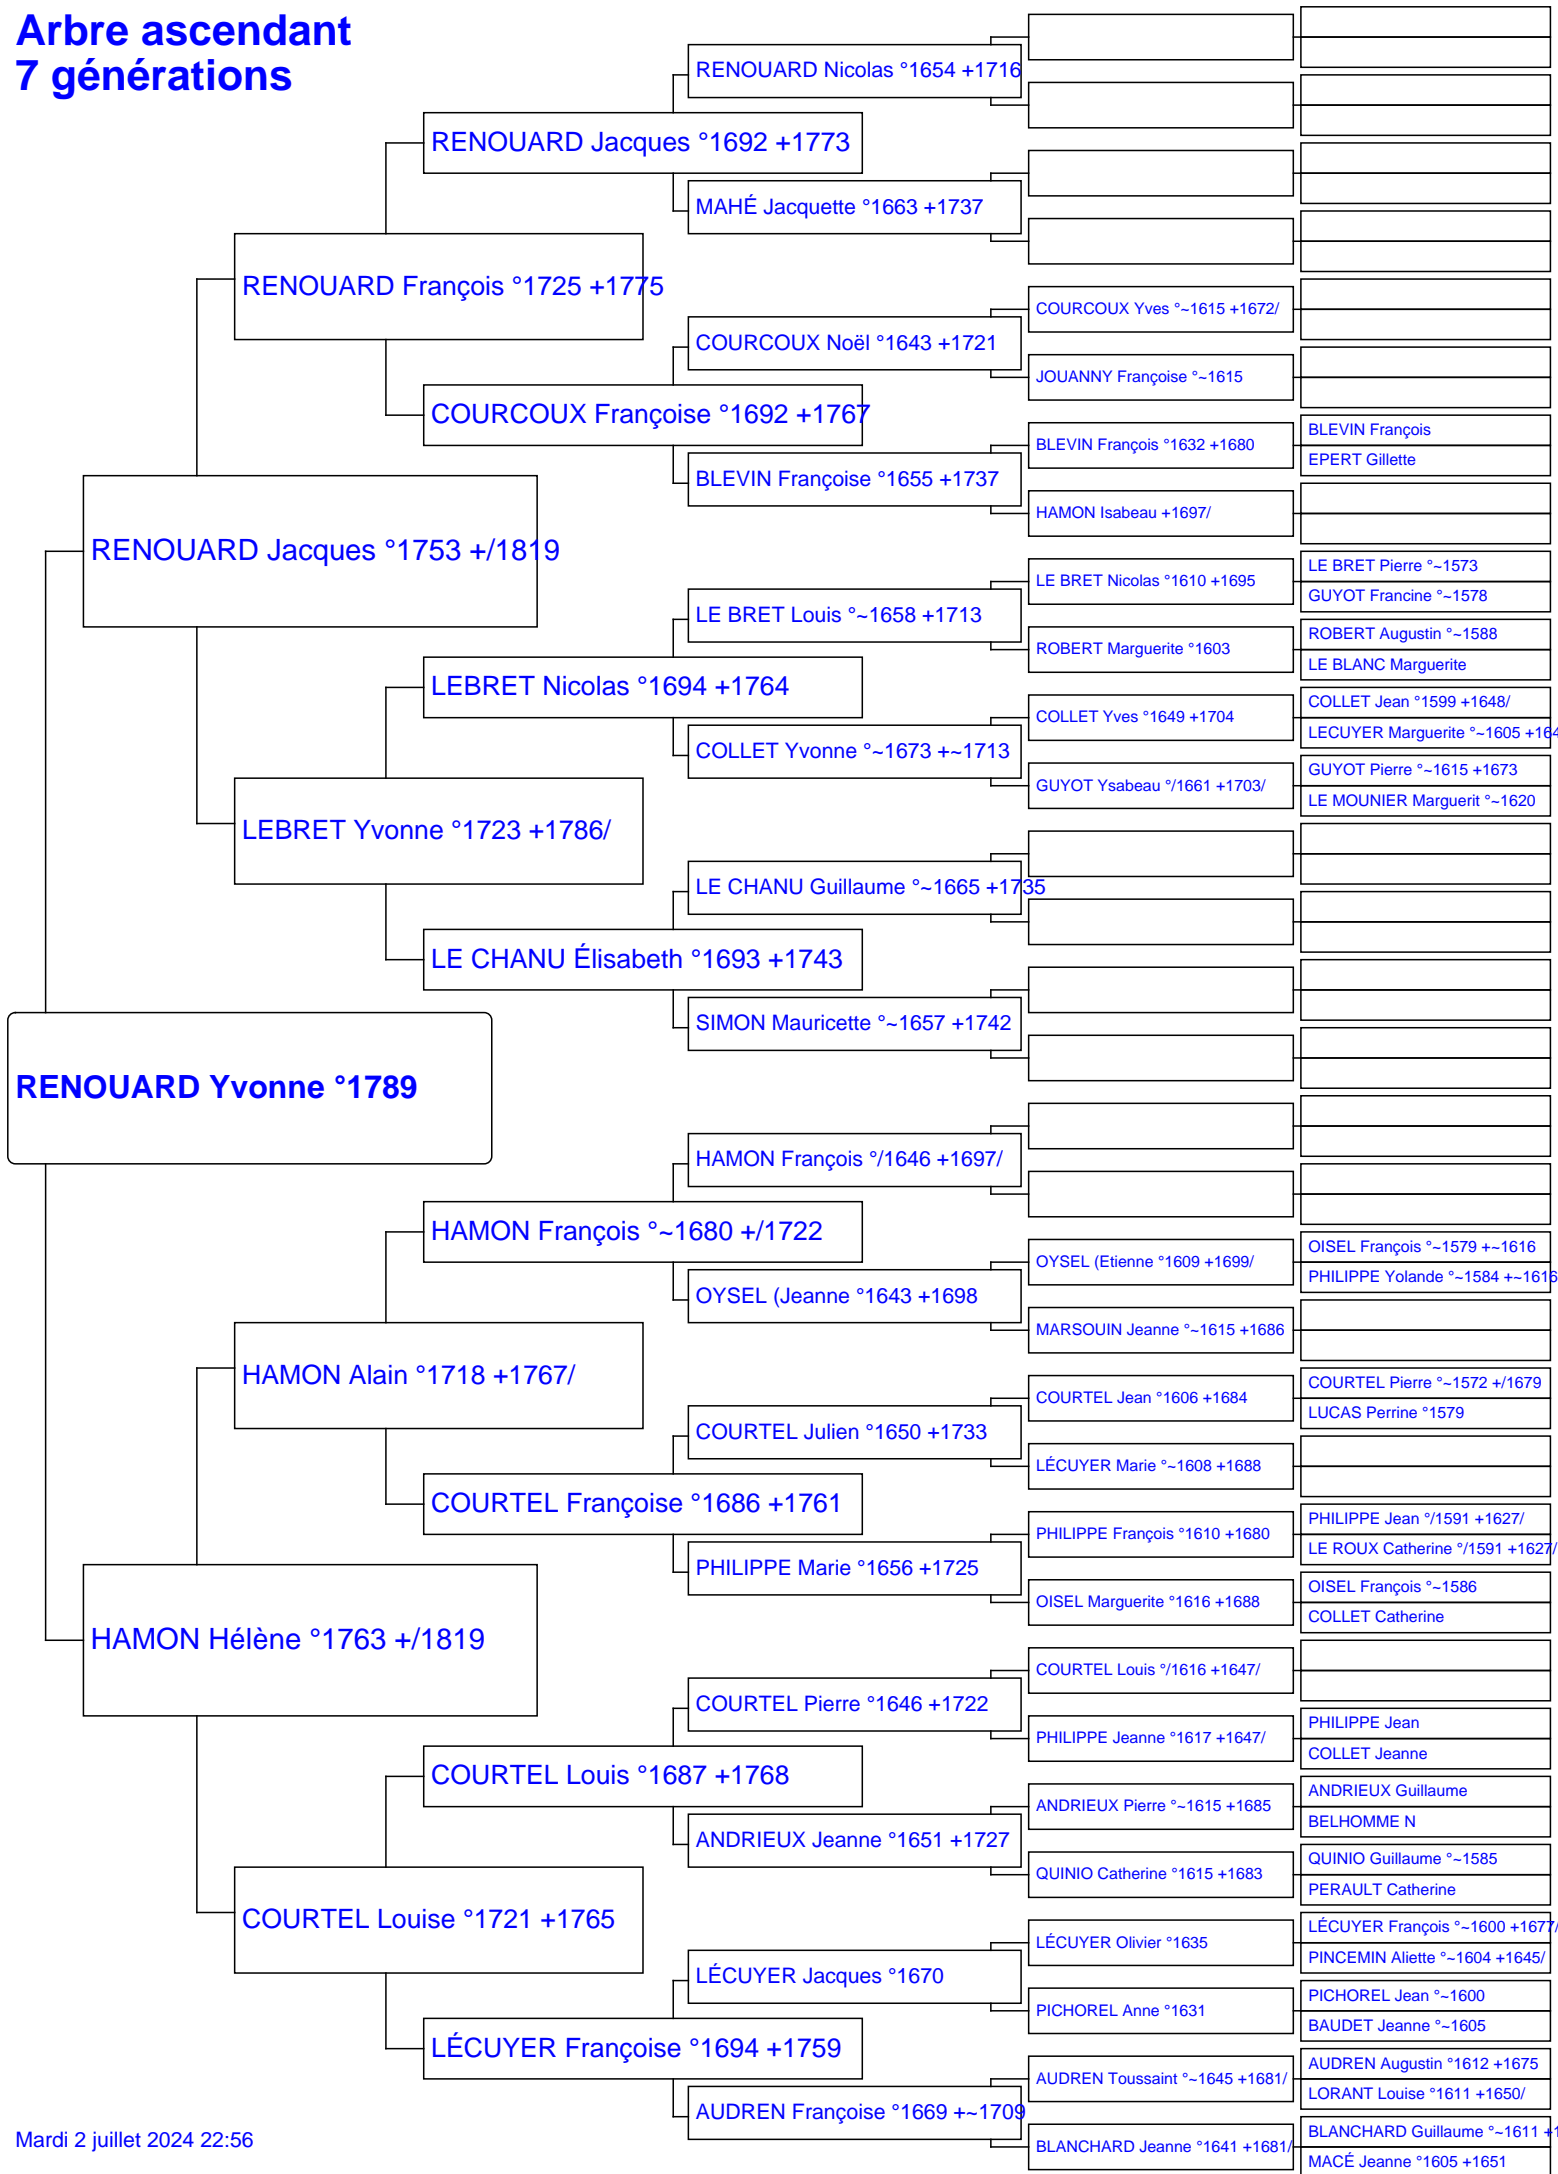 Arbre ascendant
7 générations
RENOUARD Nicolas °1654 +1716
RENOUARD Jacques °1692 +1773
MAHÉ Jacquette °1663 +1737
RENOUARD François °1725 +1775
COURCOUX Yves °~1615 +1672/
COURCOUX Noël °1643 +1721
JOUANNY Françoise °~1615
COURCOUX Françoise °1692 +1767
BLEVIN François
BLEVIN François °1632 +1680
EPERT Gillette
BLEVIN Françoise °1655 +1737
HAMON Isabeau +1697/
RENOUARD Jacques °1753 +/1819
LE BRET Pierre °~1573
LE BRET Nicolas °1610 +1695
GUYOT Francine °~1578
LE BRET Louis °~1658 +1713
ROBERT Augustin °~1588
ROBERT Marguerite °1603
LE BLANC Marguerite
LEBRET Nicolas °1694 +1764
COLLET Jean °1599 +1648/
COLLET Yves °1649 +1704
LECUYER Marguerite °~1605 +164
COLLET Yvonne °~1673 +~1713
GUYOT Pierre °~1615 +1673
GUYOT Ysabeau °/1661 +1703/
LE MOUNIER Marguerit °~1620
LEBRET Yvonne °1723 +1786/
LE CHANU Guillaume °~1665 +1735
LE CHANU Élisabeth °1693 +1743
SIMON Mauricette °~1657 +1742
RENOUARD Yvonne °1789
HAMON François °/1646 +1697/
HAMON François °~1680 +/1722
OISEL François °~1579 +~1616
OYSEL (Etienne °1609 +1699/
PHILIPPE Yolande °~1584 +~1616
OYSEL (Jeanne °1643 +1698
MARSOUIN Jeanne °~1615 +1686
HAMON Alain °1718 +1767/
COURTEL Pierre °~1572 +/1679
COURTEL Jean °1606 +1684
LUCAS Perrine °1579
COURTEL Julien °1650 +1733
LÉCUYER Marie °~1608 +1688
COURTEL Françoise °1686 +1761
PHILIPPE Jean °/1591 +1627/
PHILIPPE François °1610 +1680
LE ROUX Catherine °/1591 +1627/
PHILIPPE Marie °1656 +1725
OISEL François °~1586
OISEL Marguerite °1616 +1688
COLLET Catherine
HAMON Hélène °1763 +/1819
COURTEL Louis °/1616 +1647/
COURTEL Pierre °1646 +1722
PHILIPPE Jean
PHILIPPE Jeanne °1617 +1647/
COLLET Jeanne
COURTEL Louis °1687 +1768
ANDRIEUX Guillaume
ANDRIEUX Pierre °~1615 +1685
BELHOMME N
ANDRIEUX Jeanne °1651 +1727
QUINIO Guillaume °~1585
QUINIO Catherine °1615 +1683
PERAULT Catherine
COURTEL Louise °1721 +1765
LÉCUYER François °~1600 +1677/
LÉCUYER Olivier °1635
PINCEMIN Aliette °~1604 +1645/
LÉCUYER Jacques °1670
PICHOREL Jean °~1600
PICHOREL Anne °1631
BAUDET Jeanne °~1605
LÉCUYER Françoise °1694 +1759
AUDREN Augustin °1612 +1675
AUDREN Toussaint °~1645 +1681/
LORANT Louise °1611 +1650/
AUDREN Françoise °1669 +~1709
BLANCHARD Guillaume °~1611 +1
BLANCHARD Jeanne °1641 +1681/
MACÉ Jeanne °1605 +1651
Mardi 2 juillet 2024 22:56